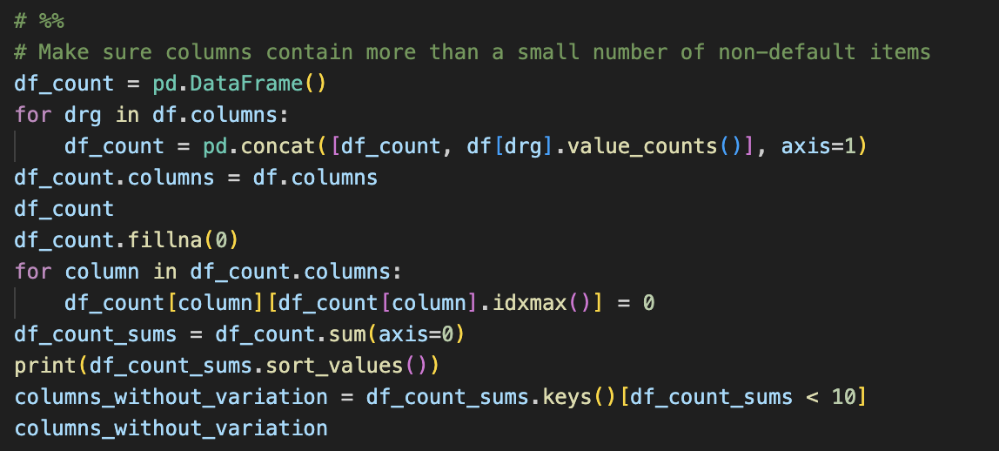 # %%
# Make sure columns contain more than a small number of non-default items
df_count = pd.DataFrame()
for drg in df.columns:
    df_count = pd.concat([df_count, df[drg].value_counts()], axis=1)
df_count.columns = df.columns
df_count
df_count.fillna(0)
for column in df_count.columns:
    df_count[column][df_count[column].idxmax()] = 0
df_count_sums = df_count.sum(axis=0)
print(df_count_sums.sort_values())
columns_without_variation = df_count_sums.keys()[df_count_sums < 10]
columns_without_variation